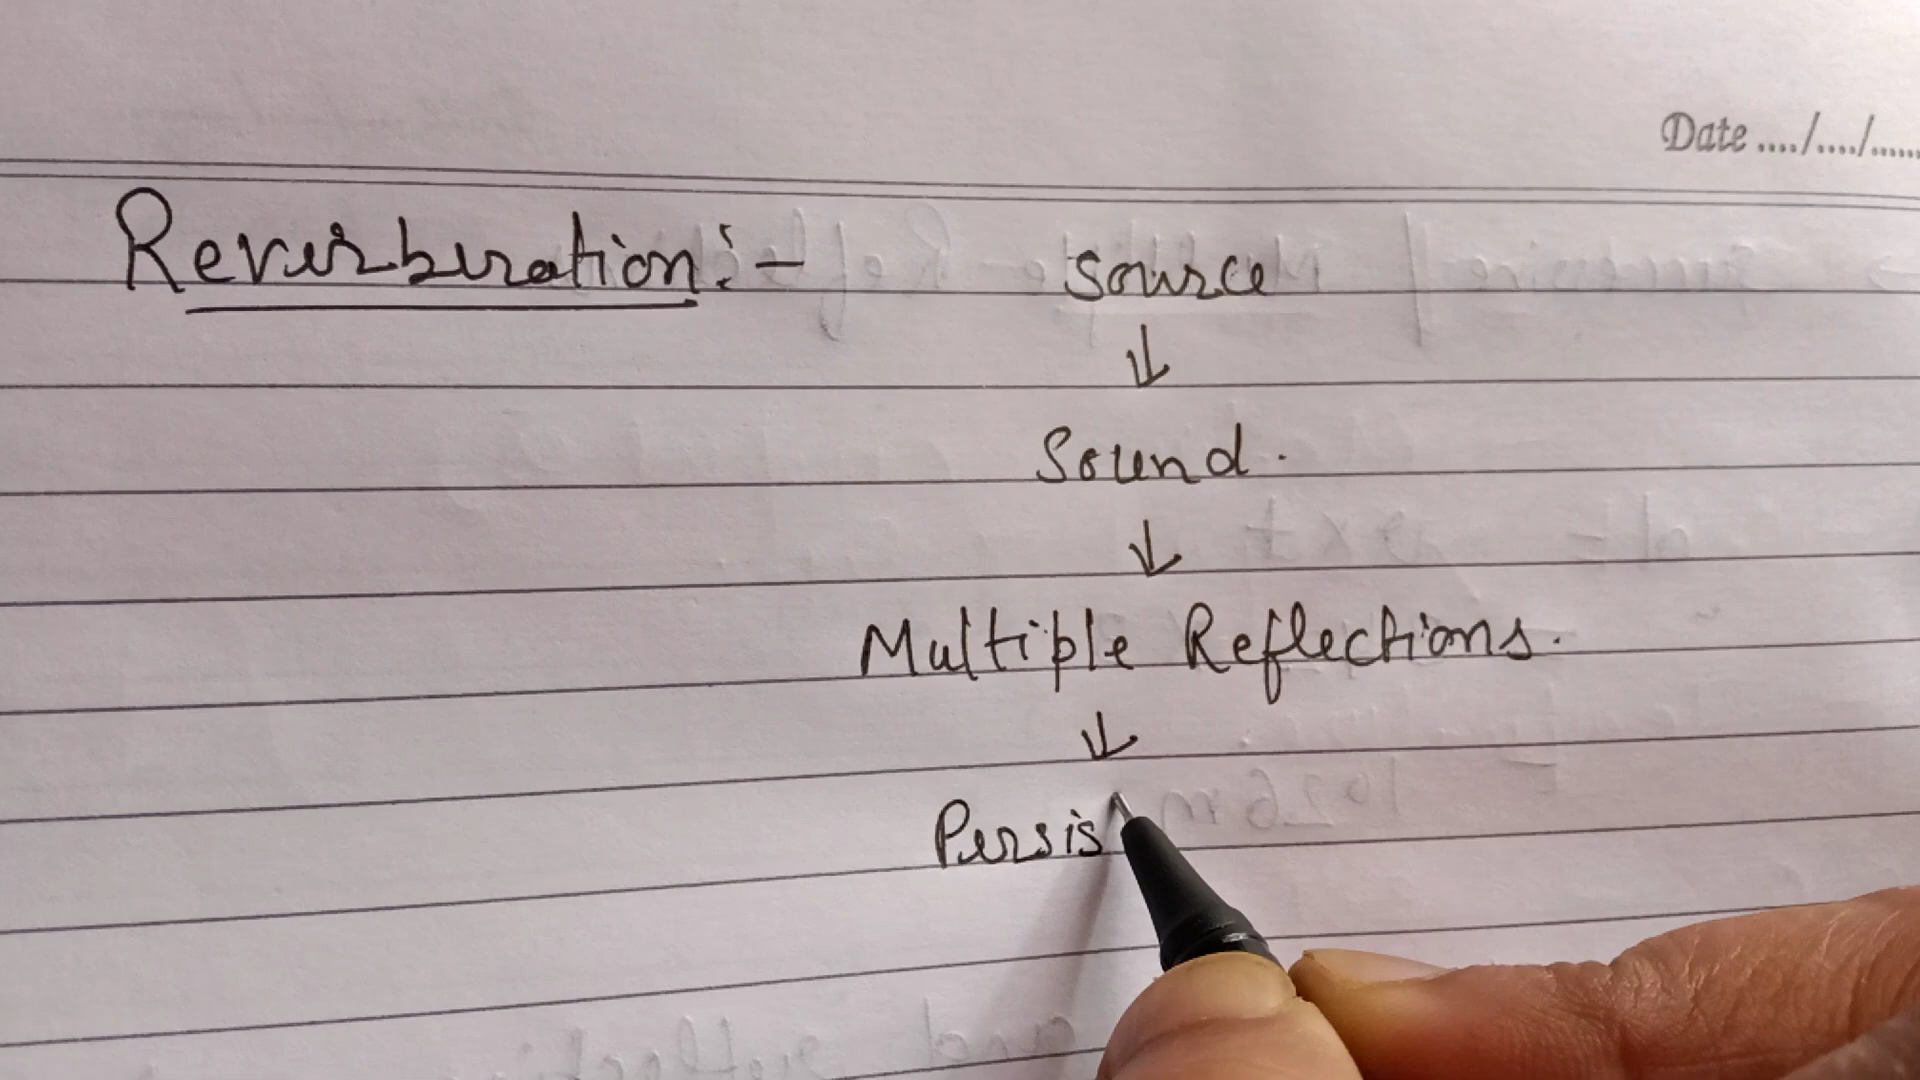 Date ..../..../......
Reverberation:- Source
↓
Sound.
↓
Multiple Reflections.
↓
Persis